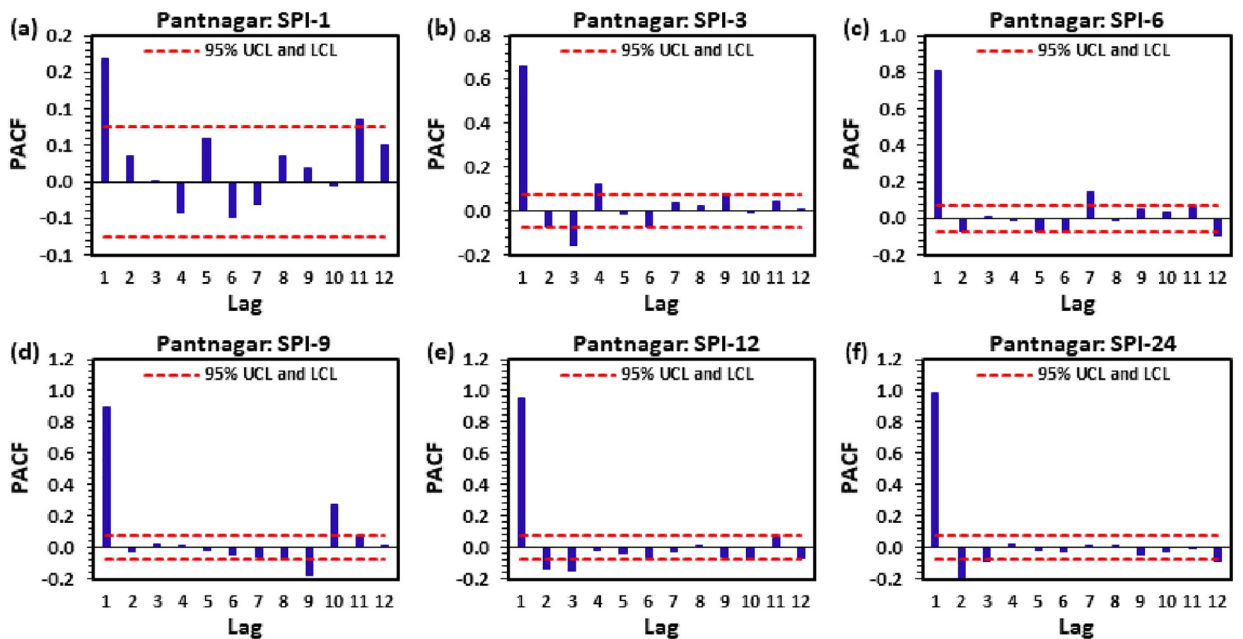 (a) Pantnagar: SPI-1
95% UCL and LCL
PACF
0.2
0.2
0.1
0.1
0.0
-0.1
-0.1
1 2 3 4 5 6 7 8 9 10 11 12
Lag
(b) Pantnagar: SPI-3
95% UCL and LCL
PACF
0.8
0.6
0.4
0.2
0.0
-0.2
1 2 3 4 5 6 7 8 9 10 11 12
Lag
(c) Pantnagar: SPI-6
95% UCL and LCL
PACF
1.0
0.8
0.6
0.4
0.2
0.0
-0.2
1 2 3 4 5 6 7 8 9 10 11 12
Lag
(d) Pantnagar: SPI-9
95% UCL and LCL
PACF
1.2
1.0
0.8
0.6
0.4
0.2
0.0
-0.2
1 2 3 4 5 6 7 8 9 10 11 12
Lag
(e) Pantnagar: SPI-12
95% UCL and LCL
PACF
1.2
1.0
0.8
0.6
0.4
0.2
0.0
-0.2
1 2 3 4 5 6 7 8 9 10 11 12
Lag
(f) Pantnagar: SPI-24
95% UCL and LCL
PACF
1.2
1.0
0.8
0.6
0.4
0.2
0.0
-0.2
1 2 3 4 5 6 7 8 9 10 11 12
Lag